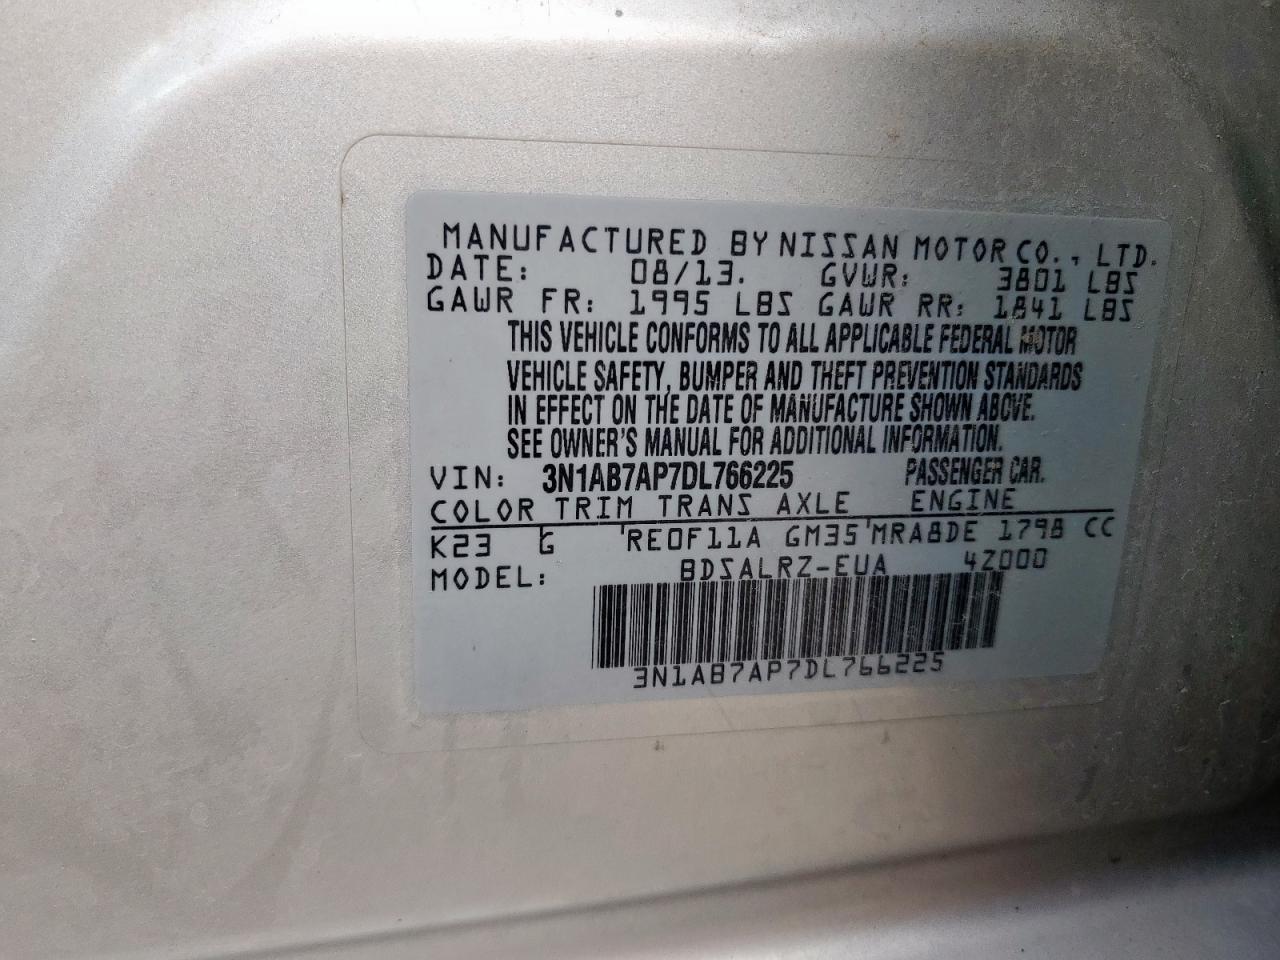 MANUFACTURED BY NISSAN MOTOR CO., LTD.
DATE: 08/13. GVWR: 3801 LBS
GAWR FR: 1995 LBS GAWR RR: 1841 LBS
THIS VEHICLE CONFORMS TO ALL APPLICABLE FEDERAL MOTOR
VEHICLE SAFETY, BUMPER AND THEFT PREVENTION STANDARDS
IN EFFECT ON THE DATE OF MANUFACTURE SHOWN ABOVE.
SEE OWNER'S MANUAL FOR ADDITIONAL INFORMATION.
VIN: 3N1AB7AP7DL766225 PASSENGER CAR.
COLOR TRIM TRANS AXLE ENGINE
K23 G RE0F11A GM35 MRA8DE 1798 CC
MODEL: BDSALRZ-EUA 4Z000
3N1AB7AP7DL766225